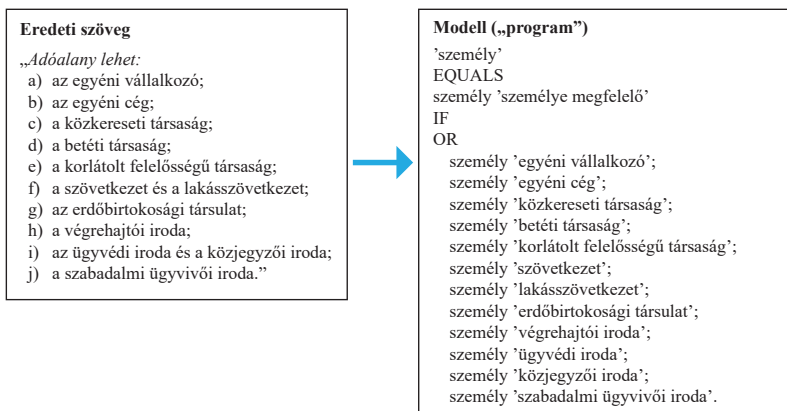 Eredeti szöveg
„Adóalany lehet:
a) az egyéni vállalkozó;
b) az egyéni cég;
c) a közkereseti társaság;
d) a betéti társaság;
e) a korlátolt felelősségű társaság;
f) a szövetkezet és a lakásszövetkezet;
g) az erdőbirtokosági társulat;
h) a végrehajtói iroda;
i) az ügyvédi iroda és a közjegyzői iroda;
j) a szabadalmi ügyvivői iroda.”
Modell („program”)
’személy’
EQUALS
személy ’személye megfelelő’
IF
OR
személy ’egyéni vállalkozó’;
személy ’egyéni cég’;
személy ’közkereseti társaság’;
személy ’betéti társaság’;
személy ’korlátolt felelősségű társaság’;
személy ’szövetkezet’;
személy ’lakásszövetkezet’;
személy ’erdőbirtokosági társulat’;
személy ’végrehajtói iroda’;
személy ’ügyvédi iroda’;
személy ’közjegyzői iroda’;
személy ’szabadalmi ügyvivői iroda’.